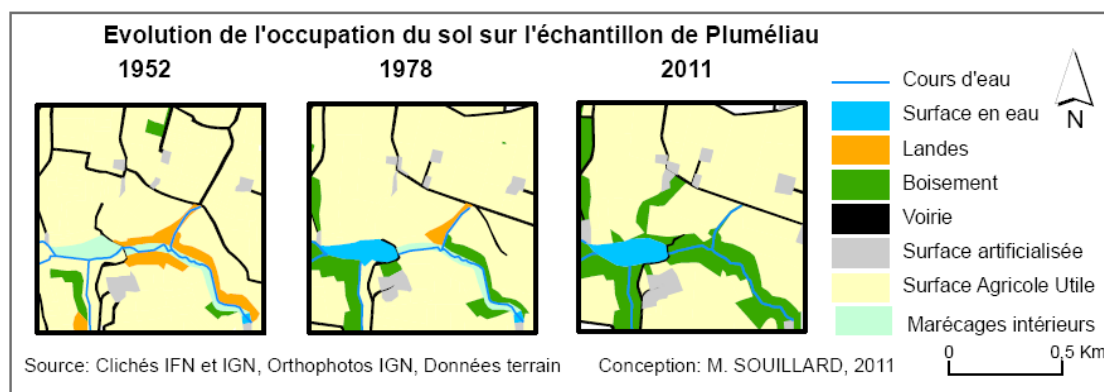 Evolution de l'occupation du sol sur l'échantillon de Pluméliau
1952 1978 2011
Cours d'eau
Surface en eau
Landes
Boisement
Voirie
Surface artificialisée
Surface Agricole Utile
Marécages intérieurs
N
0 0,5 Km
Source: Clichés IFN et IGN, Orthophotos IGN, Données terrain Conception: M. SOUILLARD, 2011